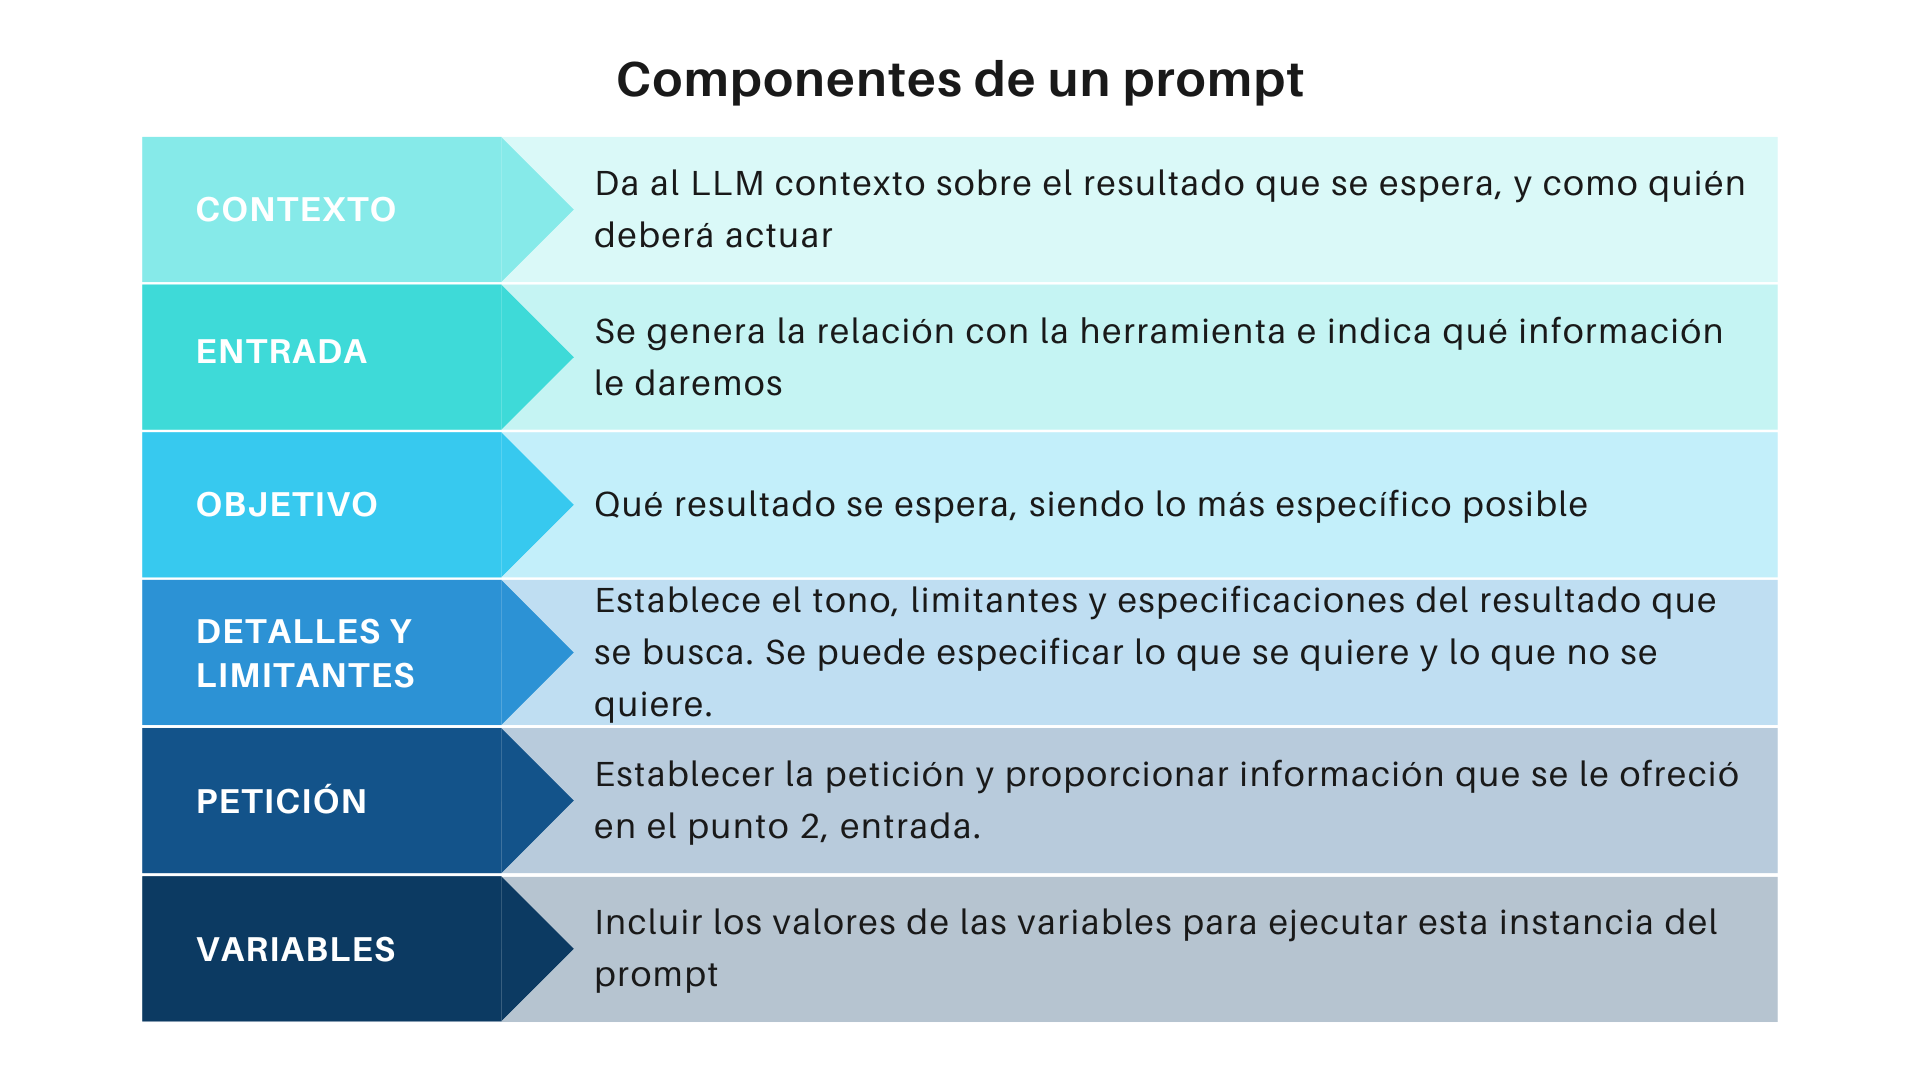 Componentes de un prompt
CONTEXTO
Da al LLM contexto sobre el resultado que se espera, y como quién
deberá actuar
ENTRADA
Se genera la relación con la herramienta e indica qué información
le daremos
OBJETIVO
Qué resultado se espera, siendo lo más específico posible
DETALLES Y
LIMITANTES
Establece el tono, limitantes y especificaciones del resultado que
se busca. Se puede especificar lo que se quiere y lo que no se
quiere.
PETICIÓN
Establecer la petición y proporcionar información que se le ofreció
en el punto 2, entrada.
VARIABLES
Incluir los valores de las variables para ejecutar esta instancia del
prompt